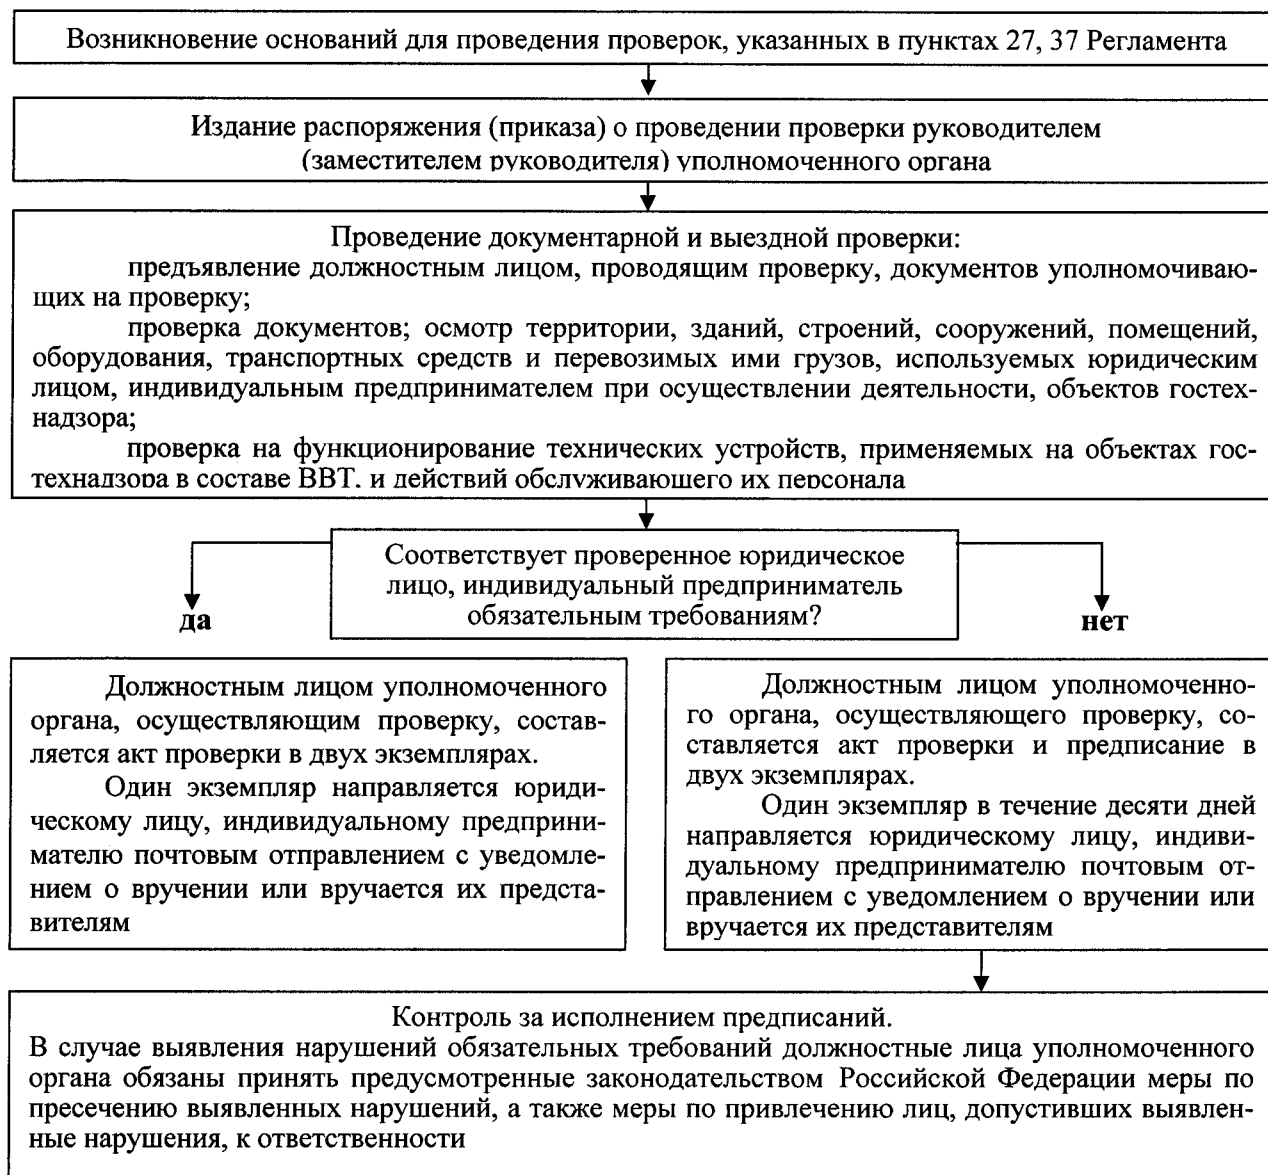 Возникновение оснований для проведения проверок, указанных в пунктах 27, 37 Регламента
Издание распоряжения (приказа) о проведении проверки руководителем
(заместителем руководителя) уполномоченного органа
Проведение документарной и выездной проверки:
предъявление должностным лицом, проводящим проверку, документов уполномочиваю-
щих на проверку;
проверка документов; осмотр территории, зданий, строений, сооружений, помещений,
оборудования, транспортных средств и перевозимых ими грузов, используемых юридическим
лицом, индивидуальным предпринимателем при осуществлении деятельности, объектов гостех-
надзора;
проверка на функционирование технических устройств, применяемых на объектах гос-
технадзора в составе ВВТ, и действий обслуживающего их персонала
Соответствует проверенное юридическое
лицо, индивидуальный предприниматель
обязательным требованиям?
да
нет
Должностным лицом уполномоченного
органа, осуществляющим проверку, состав-
ляется акт проверки в двух экземплярах.
Один экземпляр направляется юриди-
ческому лицу, индивидуальному предприни-
мателю почтовым отправлением с уведомле-
нием о вручении или вручается их предста-
вителям
Должностным лицом уполномоченно-
го органа, осуществляющего проверку, со-
ставляется акт проверки и предписание в
двух экземплярах.
Один экземпляр в течение десяти дней
направляется юридическому лицу, индиви-
дуальному предпринимателю почтовым от-
правлением с уведомлением о вручении или
вручается их представителям
Контроль за исполнением предписаний.
В случае выявления нарушений обязательных требований должностные лица уполномоченного
органа обязаны принять предусмотренные законодательством Российской Федерации меры по
пресечению выявленных нарушений, а также меры по привлечению лиц, допустивших выявлен-
ные нарушения, к ответственности